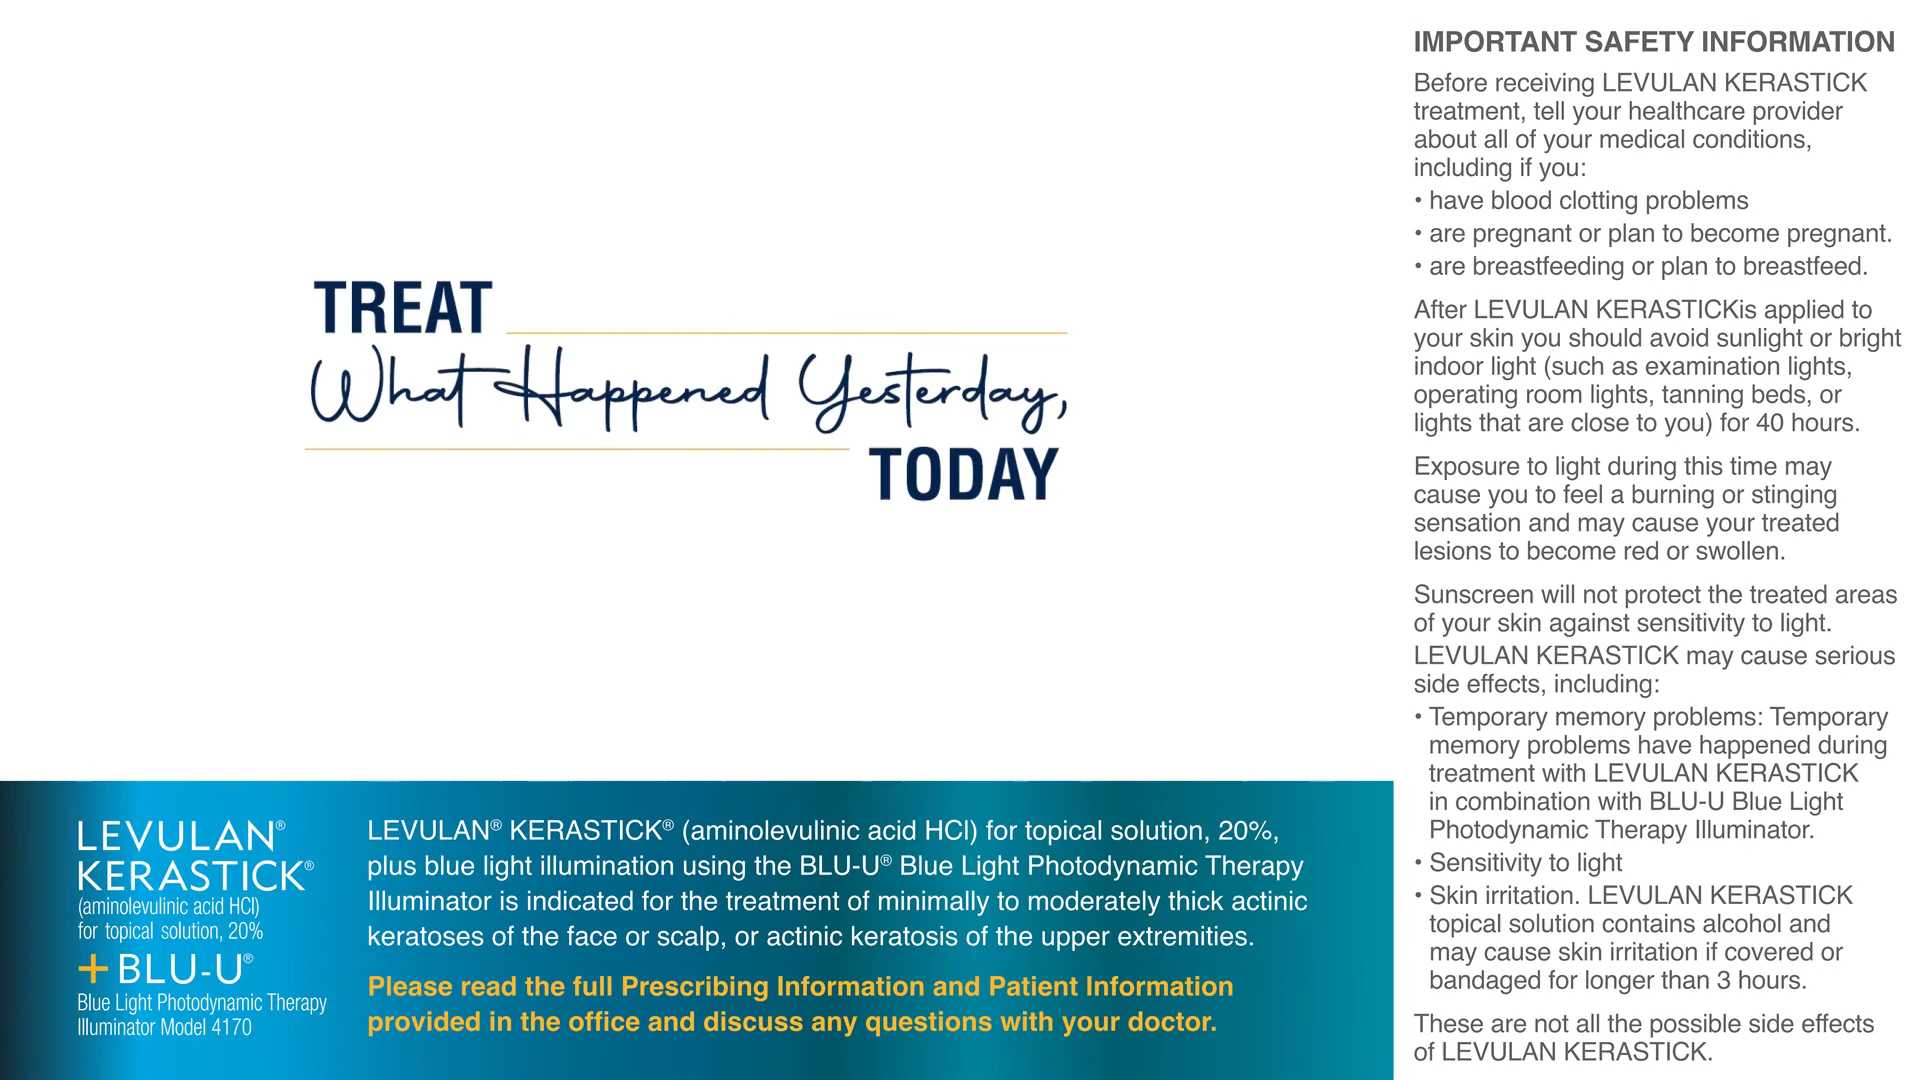 TREAT
What Happened Yesterday,
TODAY
LEVULAN®
KERASTICK®
(aminolevulinic acid HCl)
for topical solution, 20%
+ BLU-U®
Blue Light Photodynamic Therapy
Illuminator Model 4170
LEVULAN® KERASTICK® (aminolevulinic acid HCl) for topical solution, 20%,
plus blue light illumination using the BLU-U® Blue Light Photodynamic Therapy
Illuminator is indicated for the treatment of minimally to moderately thick actinic
keratoses of the face or scalp, or actinic keratosis of the upper extremities.
Please read the full Prescribing Information and Patient Information
provided in the office and discuss any questions with your doctor.
IMPORTANT SAFETY INFORMATION
Before receiving LEVULAN KERASTICK
treatment, tell your healthcare provider
about all of your medical conditions,
including if you:
• have blood clotting problems
• are pregnant or plan to become pregnant.
• are breastfeeding or plan to breastfeed.
After LEVULAN KERASTICKis applied to
your skin you should avoid sunlight or bright
indoor light (such as examination lights,
operating room lights, tanning beds, or
lights that are close to you) for 40 hours.
Exposure to light during this time may
cause you to feel a burning or stinging
sensation and may cause your treated
lesions to become red or swollen.
Sunscreen will not protect the treated areas
of your skin against sensitivity to light.
LEVULAN KERASTICK may cause serious
side effects, including:
• Temporary memory problems: Temporary
memory problems have happened during
treatment with LEVULAN KERASTICK
in combination with BLU-U Blue Light
Photodynamic Therapy Illuminator.
• Sensitivity to light
• Skin irritation. LEVULAN KERASTICK
topical solution contains alcohol and
may cause skin irritation if covered or
bandaged for longer than 3 hours.
These are not all the possible side effects
of LEVULAN KERASTICK.